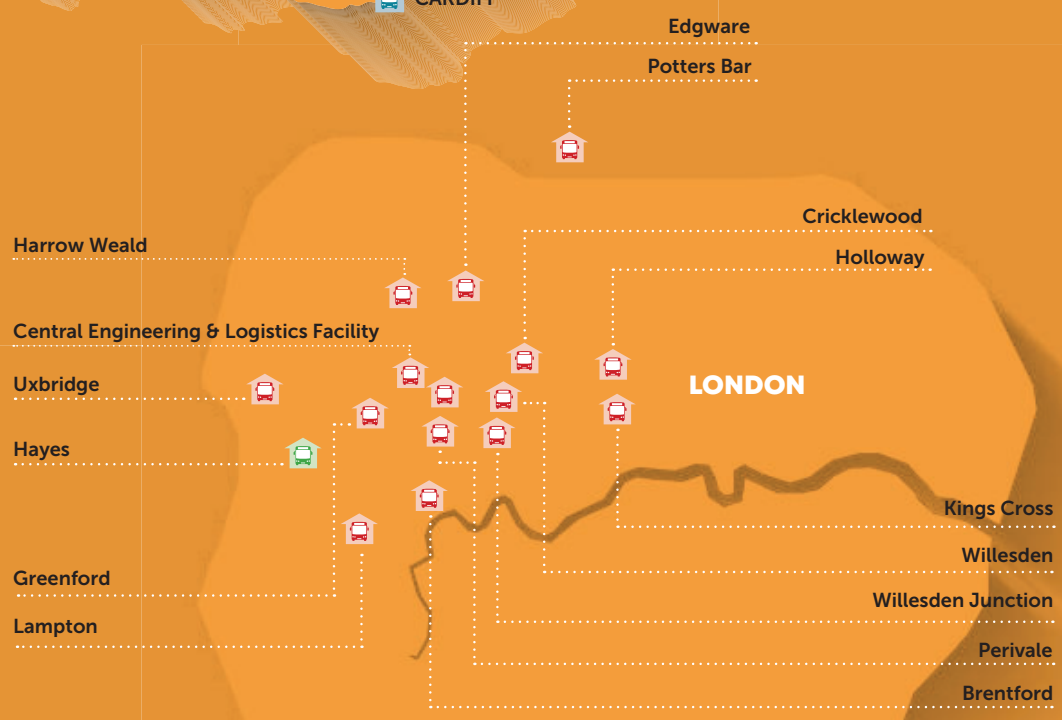 CARDIFF
Edgware
Potters Bar
Cricklewood
Harrow Weald
Holloway
Central Engineering & Logistics Facility
Uxbridge
LONDON
Hayes
Kings Cross
Willesden
Greenford
Willesden Junction
Lampton
Perivale
Brentford